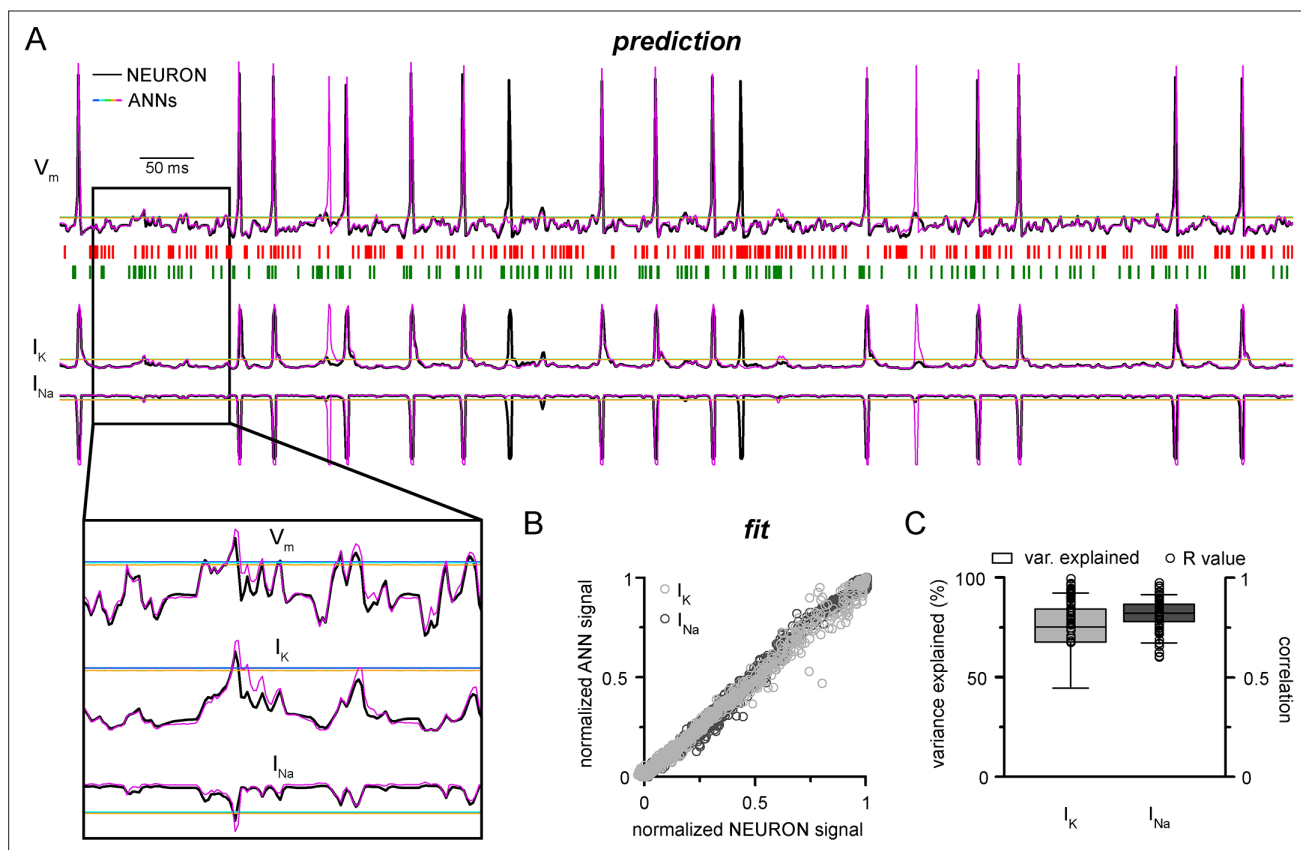 A
prediction
NEURON
ANNs
50 ms
Vm
IK
INa
Vm
IK
INa
B
fit
IK
INa
normalized ANN signal
1
0.5
0
0
0.5
1
normalized NEURON signal
C
var. explained
R value
variance explained (%)
100
50
0
1
0.5
0
correlation
IK
INa